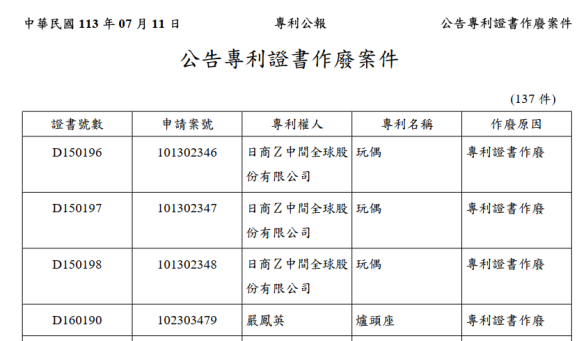 中華民國 113 年 07 月 11 日 專利公報 公告專利證書作廢案件
公告專利證書作廢案件
(137 件)
證書號數 申請案號 專利權人 專利名稱 作廢原因
D150196 101302346 日商乙中間全球股 玩偶 專利證書作廢
份有限公司
D150197 101302347 日商乙中間全球股 玩偶 專利證書作廢
份有限公司
D150198 101302348 日商乙中間全球股 玩偶 專利證書作廢
份有限公司
D160190 102303479 嚴鳳英 爐頭座 專利證書作廢